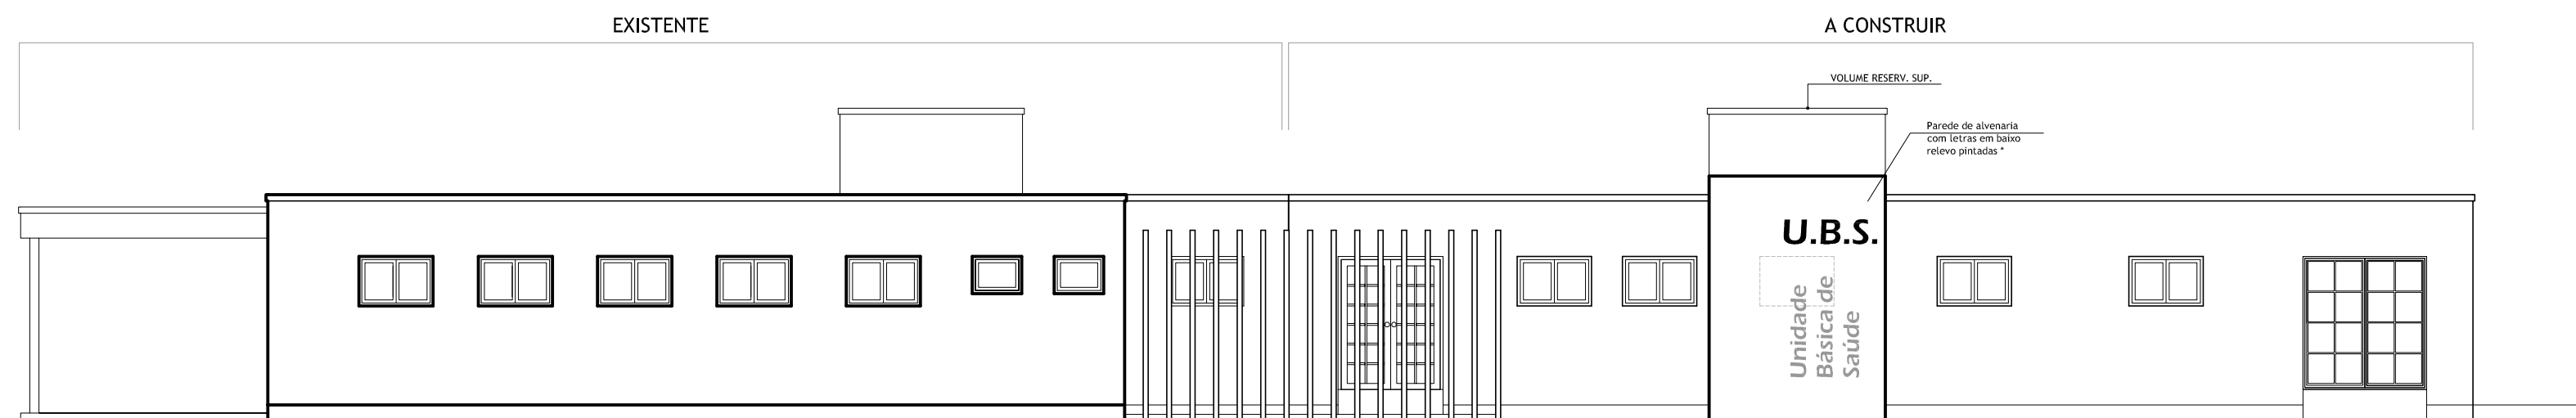 EXISTENTE
A CONSTRUIR
VOLUME RESERV. SUP.
Parede de alvenaria
com letras em baixo
relevo pintadas *
U.B.S.
Unidade
Básica de
Saúde